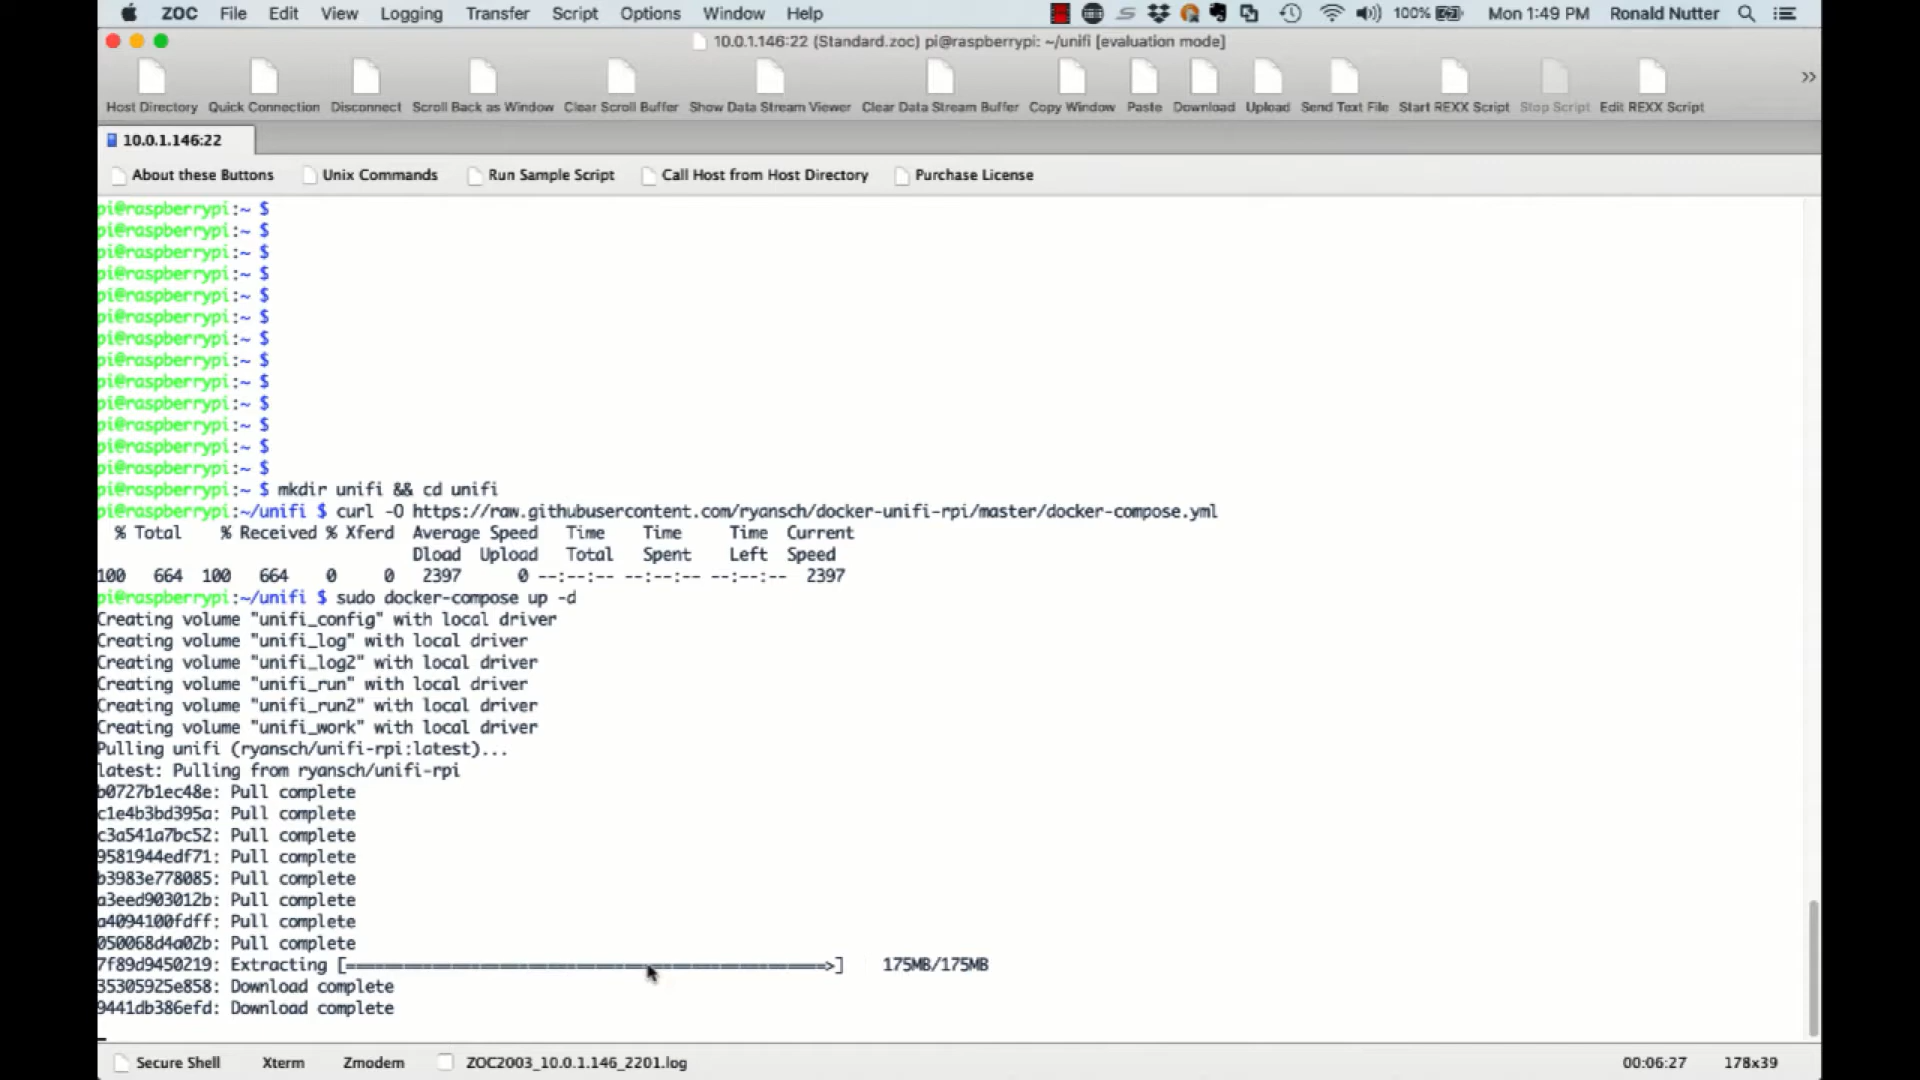 ZOC File Edit View Logging Transfer Script Options Window Help 100% Mon 1:49 PM Ronald Nutter
10.0.1.146:22 (Standard.zoc) pi@raspberrypi: ~/unifi [evaluation mode]
Host Directory Quick Connection Disconnect Scroll Back as Window Clear Scroll Buffer Show Data Stream Viewer Clear Data Stream Buffer Copy Window Paste Download Upload Send Text File Start REXX Script Stop Script Edit REXX Script
10.0.1.146:22
About these Buttons Unix Commands Run Sample Script Call Host from Host Directory Purchase License
pi@raspberrypi:~ $
pi@raspberrypi:~ $
pi@raspberrypi:~ $
pi@raspberrypi:~ $
pi@raspberrypi:~ $
pi@raspberrypi:~ $
pi@raspberrypi:~ $
pi@raspberrypi:~ $
pi@raspberrypi:~ $
pi@raspberrypi:~ $
pi@raspberrypi:~ $
pi@raspberrypi:~ $
pi@raspberrypi:~ $
pi@raspberrypi:~ $ mkdir unifi && cd unifi
pi@raspberrypi:~/unifi $ curl -O https://raw.githubusercontent.com/ryansch/docker-unifi-rpi/master/docker-compose.yml
% Total % Received % Xferd Average Speed Time Time Time Current
Dload Upload Total Spent Left Speed
100 664 100 664 0 0 2397 0 --:--:-- --:--:-- --:--:-- 2397
pi@raspberrypi:~/unifi $ sudo docker-compose up -d
Creating volume "unifi_config" with local driver
Creating volume "unifi_log" with local driver
Creating volume "unifi_log2" with local driver
Creating volume "unifi_run" with local driver
Creating volume "unifi_run2" with local driver
Creating volume "unifi_work" with local driver
Pulling unifi (ryansch/unifi-rpi:latest)...
latest: Pulling from ryansch/unifi-rpi
b0727b1ec48e: Pull complete
c1e4b3bd395a: Pull complete
c3a541a7bc52: Pull complete
9581944edf71: Pull complete
b3983e778085: Pull complete
a3eed903012b: Pull complete
a4094100fdff: Pull complete
050068d4a02b: Pull complete
7f89d9450219: Extracting [==================================================>] 175MB/175MB
35305925e858: Download complete
9441db386efd: Download complete
Secure Shell Xterm Zmodem ZOC2003_10.0.1.146_2201.log 00:06:27 178x39